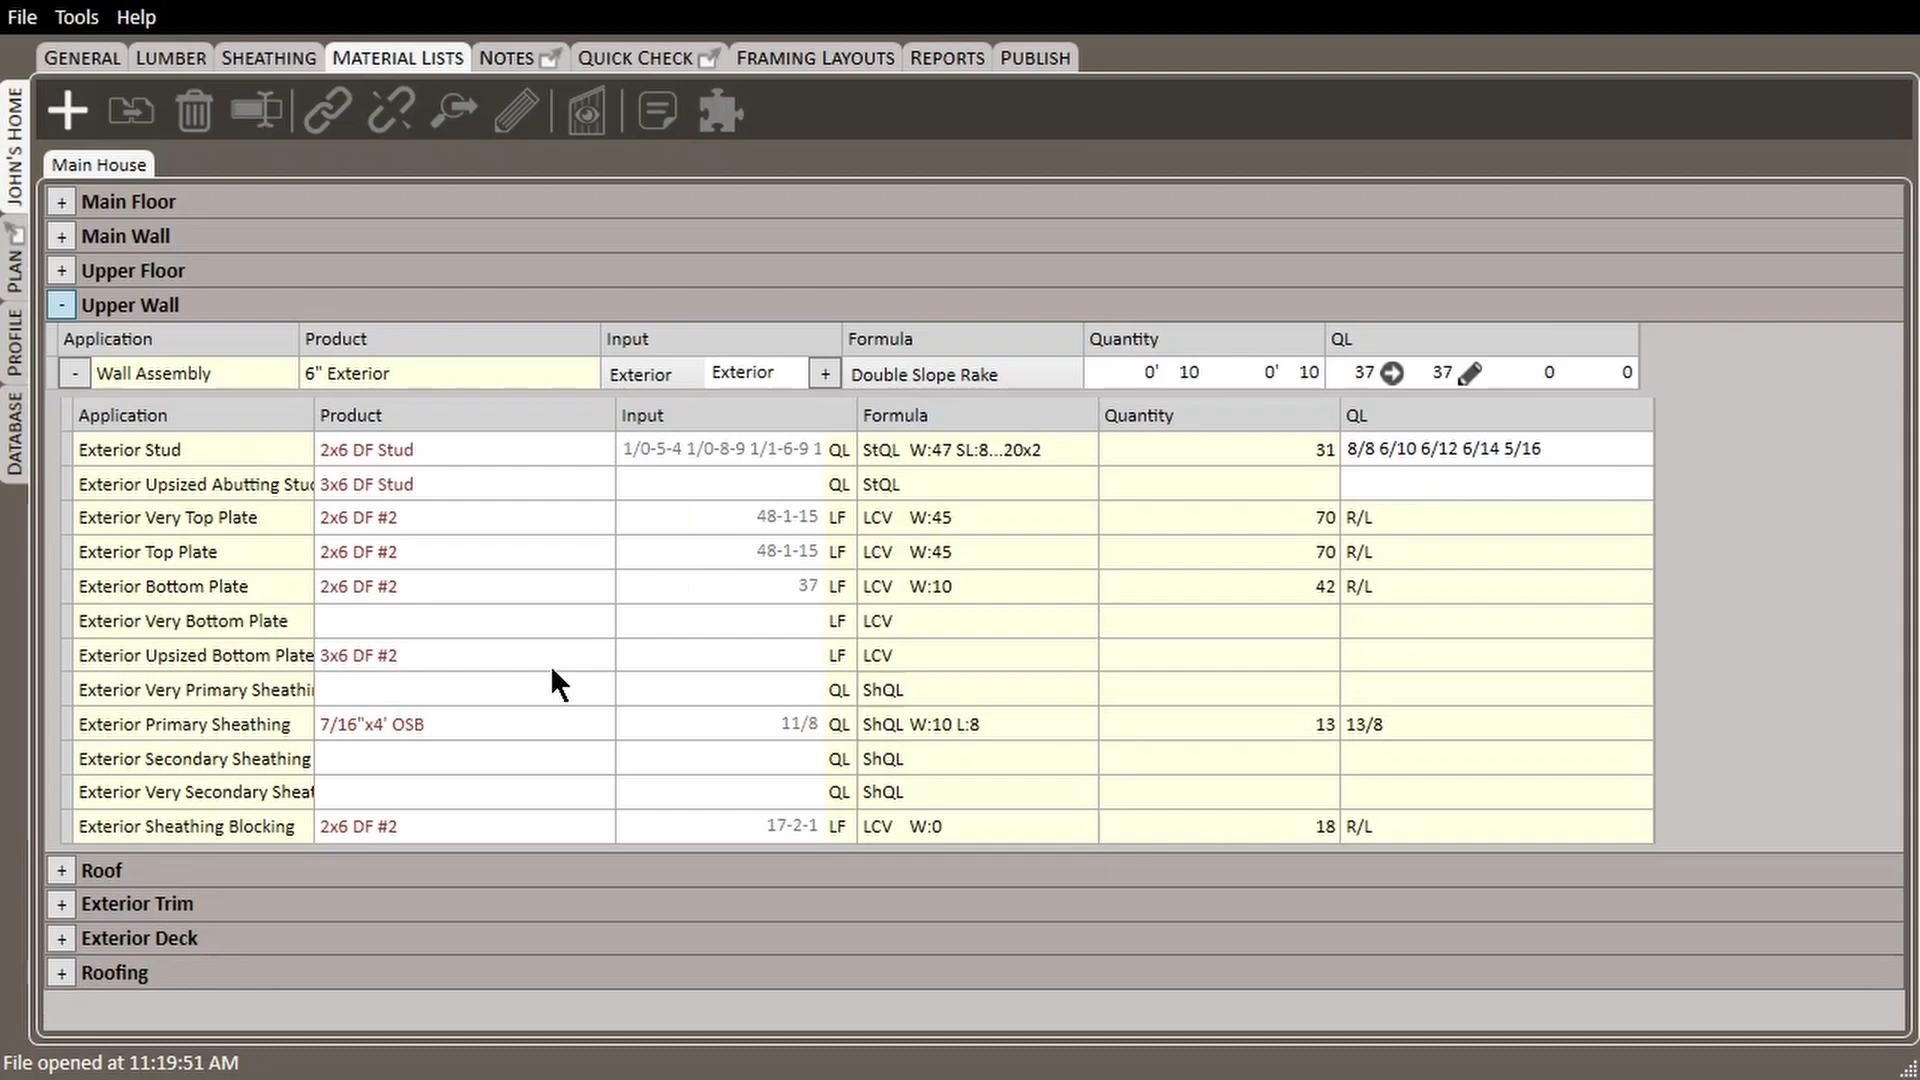 File Tools Help
GENERAL LUMBER SHEATHING MATERIAL LISTS NOTES QUICK CHECK FRAMING LAYOUTS REPORTS PUBLISH
JOHN'S HOME
PLAN
PROFILE
DATABASE
Main House
+ Main Floor
+ Main Wall
+ Upper Floor
- Upper Wall
Application Product Input Formula Quantity QL
- Wall Assembly 6" Exterior Exterior Exterior + Double Slope Rake 0' 10 0' 10 37 37 0 0
Application Product Input Formula Quantity QL
Exterior Stud 2x6 DF Stud 1/0-5-4 1/0-8-9 1/1-6-9 1 QL StQL W:47 SL:8...20x2 31 8/8 6/10 6/12 6/14 5/16
Exterior Upsized Abutting Stud 3x6 DF Stud QL StQL
Exterior Very Top Plate 2x6 DF #2 48-1-15 LF LCV W:45 70 R/L
Exterior Top Plate 2x6 DF #2 48-1-15 LF LCV W:45 70 R/L
Exterior Bottom Plate 2x6 DF #2 37 LF LCV W:10 42 R/L
Exterior Very Bottom Plate LF LCV
Exterior Upsized Bottom Plate 3x6 DF #2 LF LCV
Exterior Very Primary Sheathi QL ShQL
Exterior Primary Sheathing 7/16"x4' OSB 11/8 QL ShQL W:10 L:8 13 13/8
Exterior Secondary Sheathing QL ShQL
Exterior Very Secondary Sheat QL ShQL
Exterior Sheathing Blocking 2x6 DF #2 17-2-1 LF LCV W:0 18 R/L
+ Roof
+ Exterior Trim
+ Exterior Deck
+ Roofing
File opened at 11:19:51 AM